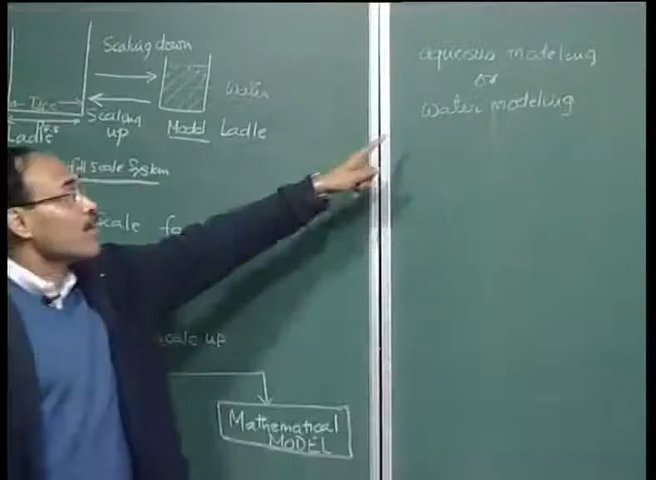 Scaling down
Water
Scaling
up
Model Ladle
Ladle
full Scale System
Scale
scale up
Mathematical
MODEL
aqueous modeling
or
water modeling